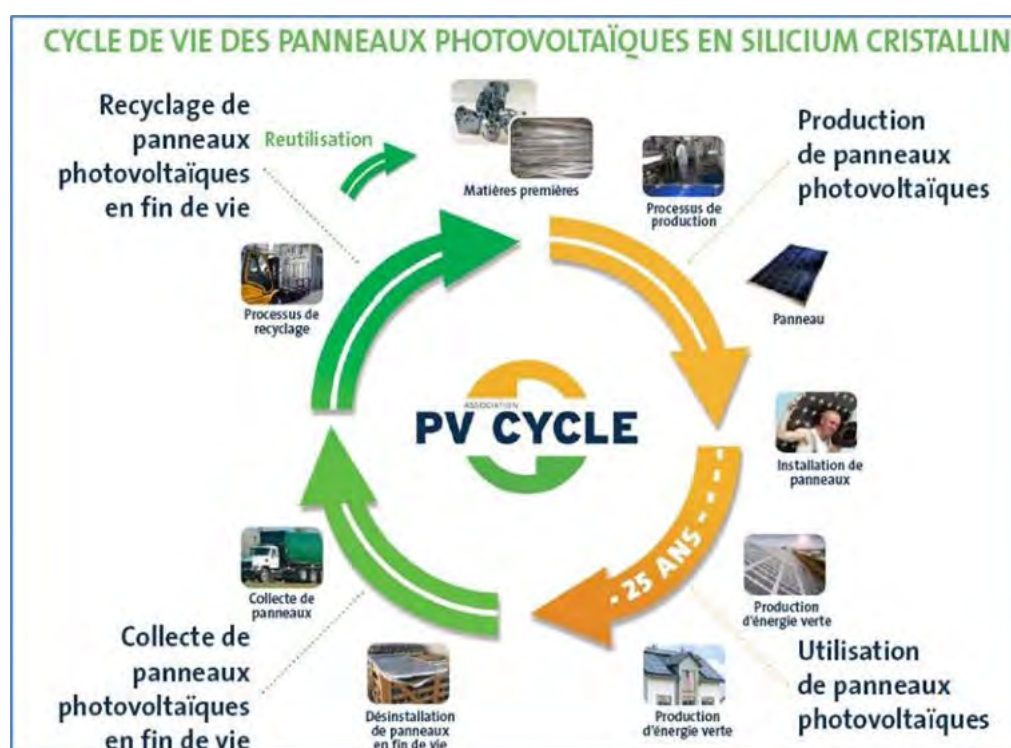 CYCLE DE VIE DES PANNEAUX PHOTOVOLTAÏQUES EN SILICIUM CRISTALLIN
Recyclage de
panneaux
photovoltaïques
en fin de vie
Reutilisation
Matières premières
Processus de
production
Production
de panneaux
photovoltaïques
Panneau
Processus de
recyclage
ASSOCIATION
PV CYCLE
Installation de
panneaux
- 25 ANS - - -
Production
d'énergie verte
Collecte de
panneaux
Utilisation
de panneaux
photovoltaïques
Production
d'énergie verte
Désinstallation
de panneaux
en fin de vie
Collecte de
panneaux
photovoltaïques
en fin de vie